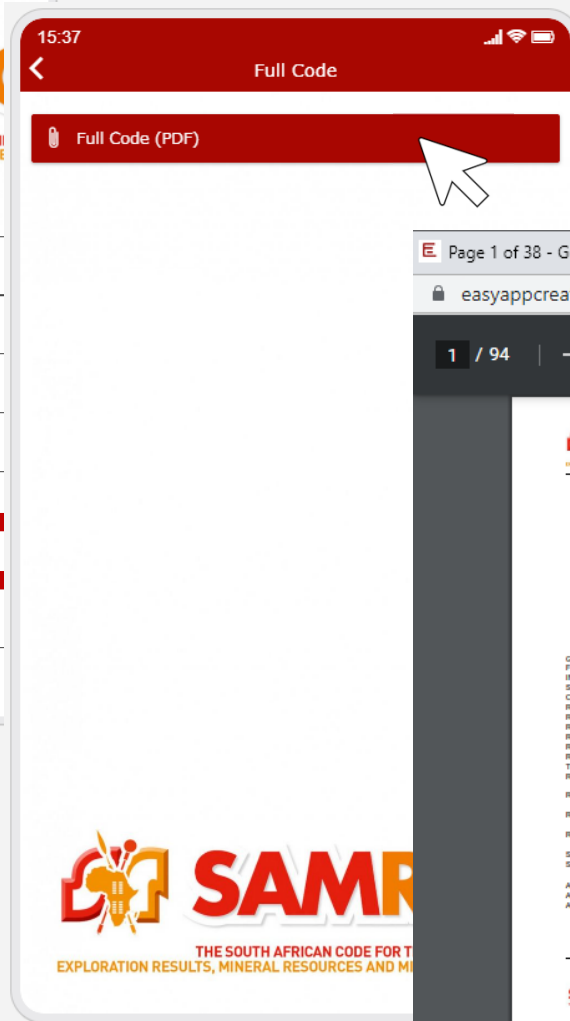 15:37
Full Code
Full Code (PDF)
Page 1 of 38 - G
easyappcrea
1 / 94
SAMR
THE SOUTH AFRICAN CODE FOR T
EXPLORATION RESULTS, MINERAL RESOURCES AND MI